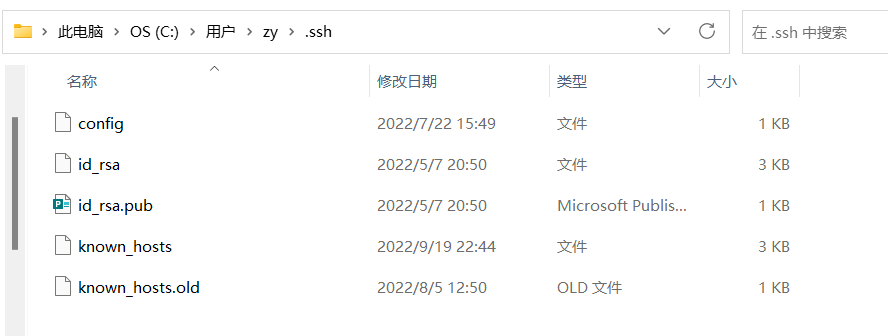 此电脑 > OS (C:) > 用户 > zy > .ssh 在 .ssh 中搜索
名称 修改日期 类型 大小
config 2022/7/22 15:49 文件 1 KB
id_rsa 2022/5/7 20:50 文件 3 KB
id_rsa.pub 2022/5/7 20:50 Microsoft Publis... 1 KB
known_hosts 2022/9/19 22:44 文件 3 KB
known_hosts.old 2022/8/5 12:50 OLD 文件 1 KB